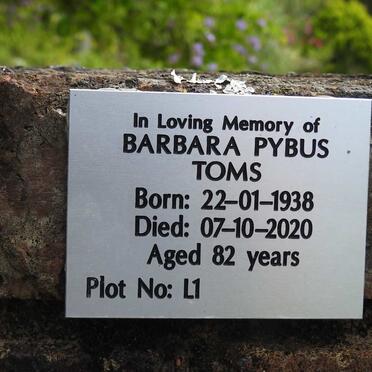 In Loving Memory of
BARBARA PYBUS
TOMS
Born: 22-01-1938
Died: 07-10-2020
Aged 82 years
Plot No: L1